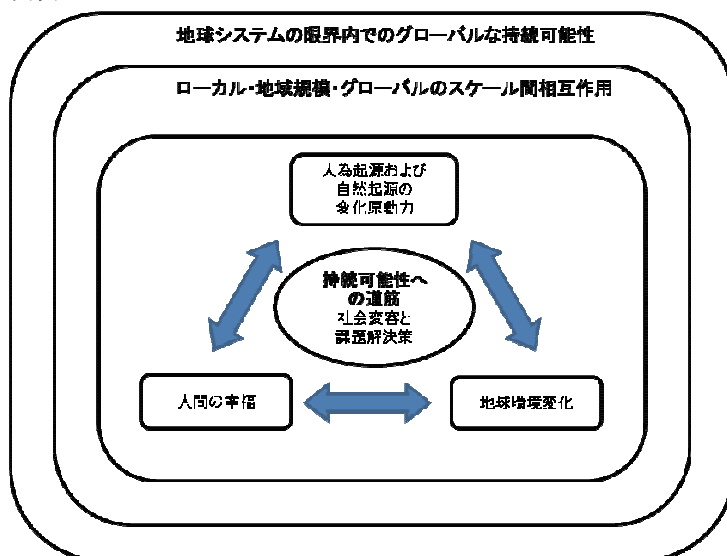 地球システムの限界内でのグローバルな持続可能性
ローカル・地域規模・グローバルのスケール間相互作用
人為起源および
自然起源の
変化原動力
持続可能性へ
の道筋
社会変容と
課題解決策
人間の幸福
地球環境変化